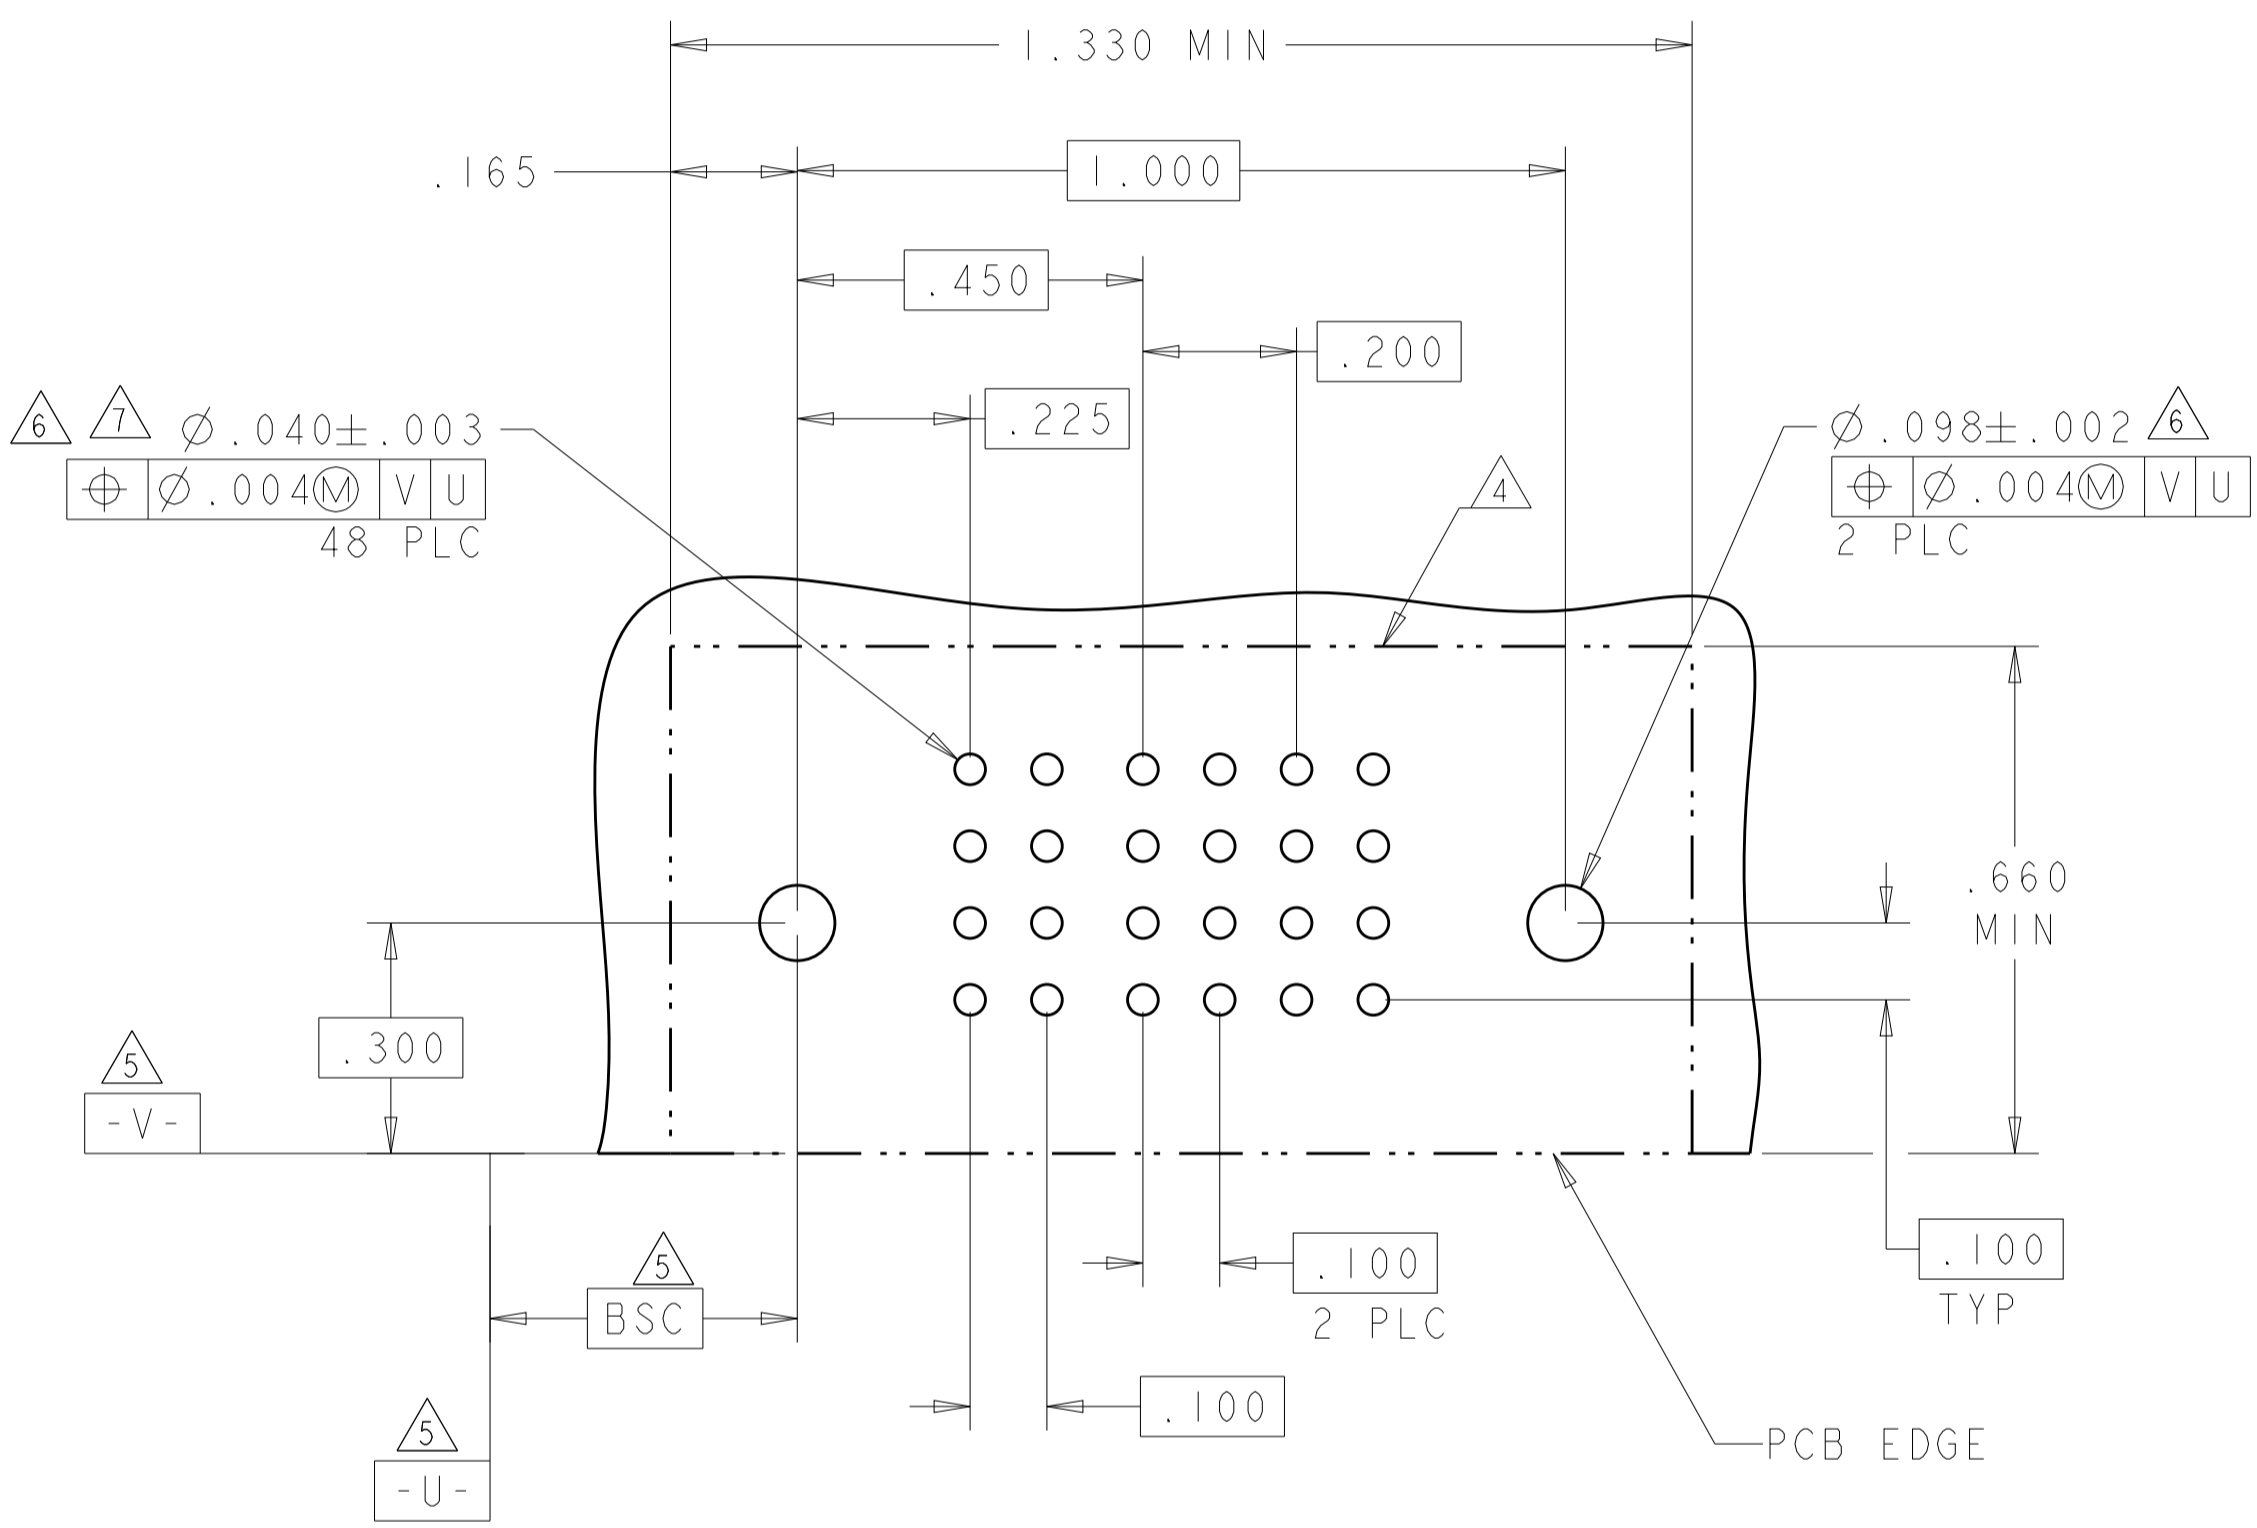 1.330 MIN
.165
1.000
.450
.200
.225
6 7 Ø.040±.003
⌖ Ø.004Ⓜ V U
48 PLC
Ø.098±.002 6
⌖ Ø.004Ⓜ V U
2 PLC
4
.660
MIN
.300
5
-V-
5
BSC
.100
2 PLC
.100
TYP
.100
5
-U-
PCB EDGE